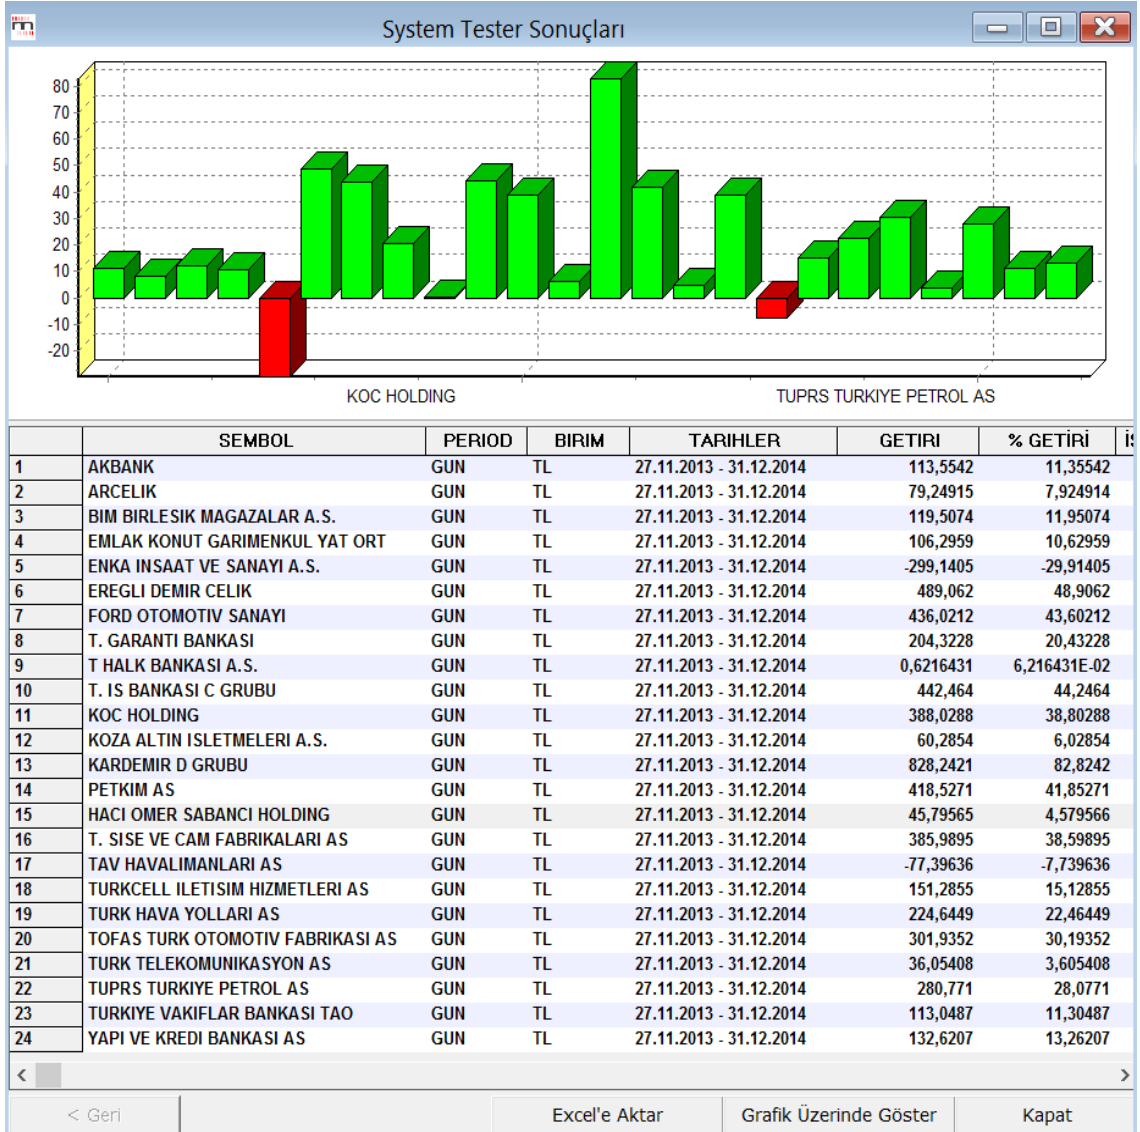 System Tester Sonuçları
80
70
60
50
40
30
20
10
0
-10
-20
KOC HOLDING TUPRS TURKIYE PETROL AS
SEMBOL PERIOD BIRIM TARIHLER GETIRI % GETİRİ
1 AKBANK GUN TL 27.11.2013 - 31.12.2014 113,5542 11,35542
2 ARCELIK GUN TL 27.11.2013 - 31.12.2014 79,24915 7,924914
3 BIM BIRLESIK MAGAZALAR A.S. GUN TL 27.11.2013 - 31.12.2014 119,5074 11,95074
4 EMLAK KONUT GARIMENKUL YAT ORT GUN TL 27.11.2013 - 31.12.2014 106,2959 10,62959
5 ENKA INSAAT VE SANAYI A.S. GUN TL 27.11.2013 - 31.12.2014 -299,1405 -29,91405
6 EREGLI DEMIR CELIK GUN TL 27.11.2013 - 31.12.2014 489,062 48,9062
7 FORD OTOMOTIV SANAYI GUN TL 27.11.2013 - 31.12.2014 436,0212 43,60212
8 T. GARANTI BANKASI GUN TL 27.11.2013 - 31.12.2014 204,3228 20,43228
9 T HALK BANKASI A.S. GUN TL 27.11.2013 - 31.12.2014 0,6216431 6,216431E-02
10 T. IS BANKASI C GRUBU GUN TL 27.11.2013 - 31.12.2014 442,464 44,2464
11 KOC HOLDING GUN TL 27.11.2013 - 31.12.2014 388,0288 38,80288
12 KOZA ALTIN ISLETMELERI A.S. GUN TL 27.11.2013 - 31.12.2014 60,2854 6,02854
13 KARDEMIR D GRUBU GUN TL 27.11.2013 - 31.12.2014 828,2421 82,8242
14 PETKIM AS GUN TL 27.11.2013 - 31.12.2014 418,5271 41,85271
15 HACI OMER SABANCI HOLDING GUN TL 27.11.2013 - 31.12.2014 45,79565 4,579566
16 T. SISE VE CAM FABRIKALARI AS GUN TL 27.11.2013 - 31.12.2014 385,9895 38,59895
17 TAV HAVALIMANLARI AS GUN TL 27.11.2013 - 31.12.2014 -77,39636 -7,739636
18 TURKCELL ILETISIM HIZMETLERI AS GUN TL 27.11.2013 - 31.12.2014 151,2855 15,12855
19 TURK HAVA YOLLARI AS GUN TL 27.11.2013 - 31.12.2014 224,6449 22,46449
20 TOFAS TURK OTOMOTIV FABRIKASI AS GUN TL 27.11.2013 - 31.12.2014 301,9352 30,19352
21 TURK TELEKOMUNIKASYON AS GUN TL 27.11.2013 - 31.12.2014 36,05408 3,605408
22 TUPRS TURKIYE PETROL AS GUN TL 27.11.2013 - 31.12.2014 280,771 28,0771
23 TURKIYE VAKIFLAR BANKASI TAO GUN TL 27.11.2013 - 31.12.2014 113,0487 11,30487
24 YAPI VE KREDI BANKASI AS GUN TL 27.11.2013 - 31.12.2014 132,6207 13,26207
< Geri Excel'e Aktar Grafik Üzerinde Göster Kapat